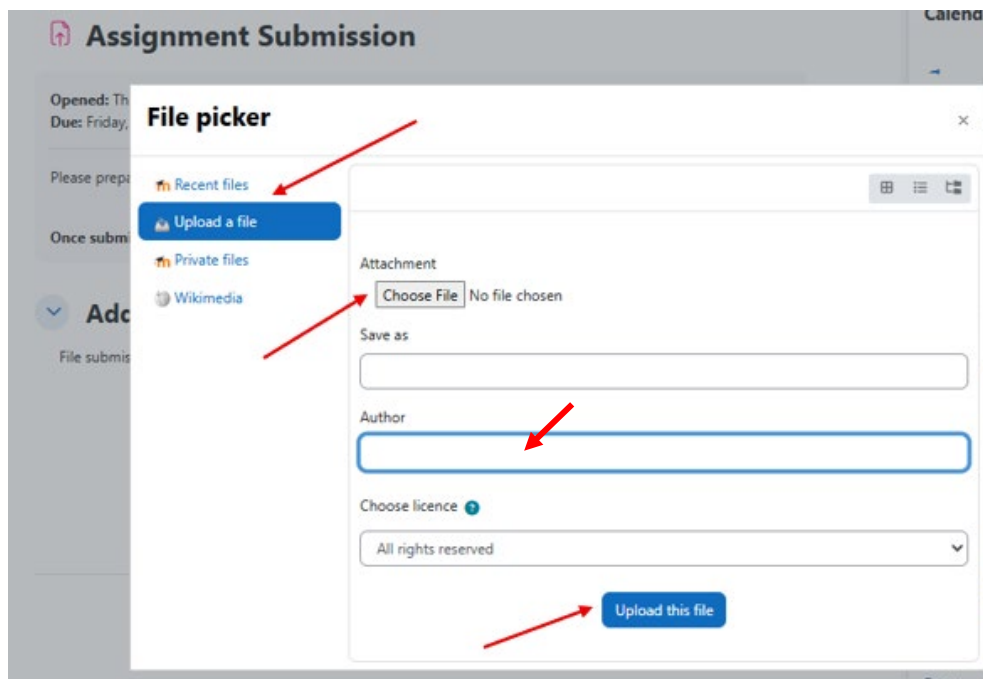 Calend
Assignment Submission
Opened: Th
Due: Friday,
File picker
×
Please prepa
Once submi
Add
File submis
Recent files
Upload a file
Private files
Wikimedia
Attachment
Choose File No file chosen
Save as
Author
Choose licence ?
All rights reserved
Upload this file